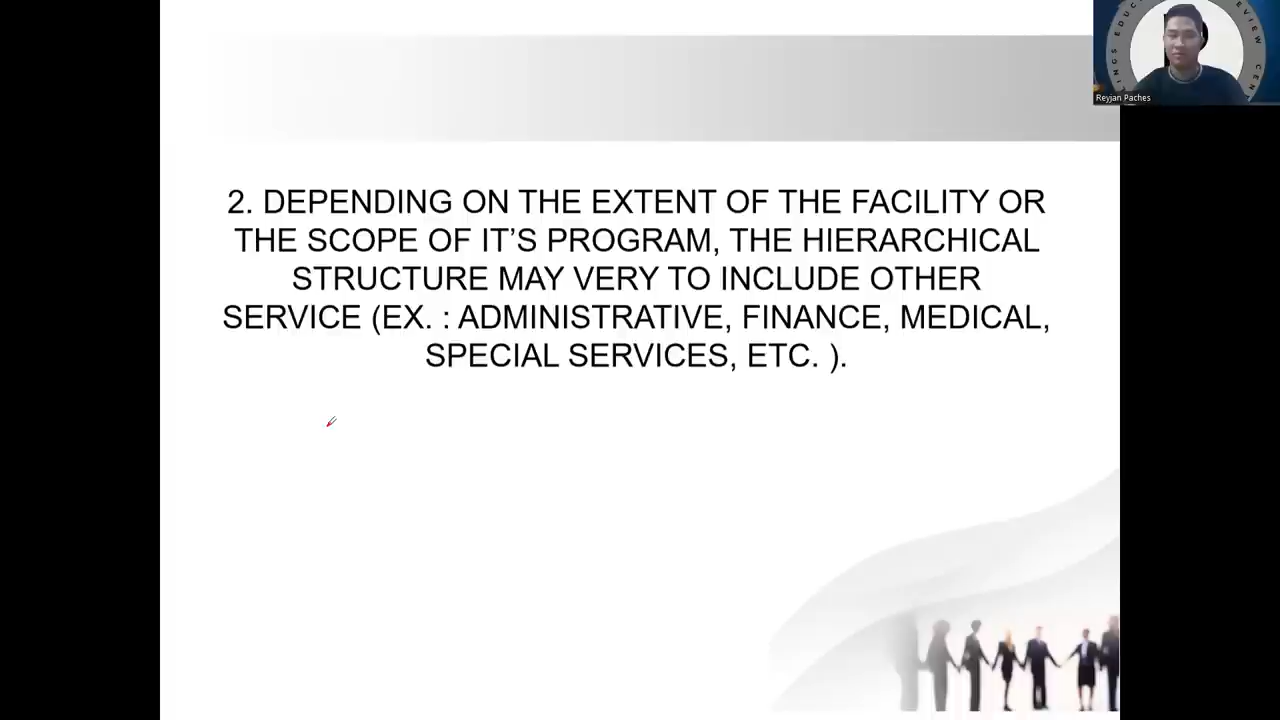 2. DEPENDING ON THE EXTENT OF THE FACILITY OR
THE SCOPE OF IT’S PROGRAM, THE HIERARCHICAL
STRUCTURE MAY VERY TO INCLUDE OTHER
SERVICE (EX. : ADMINISTRATIVE, FINANCE, MEDICAL,
SPECIAL SERVICES, ETC. ).
Reyjan Paches